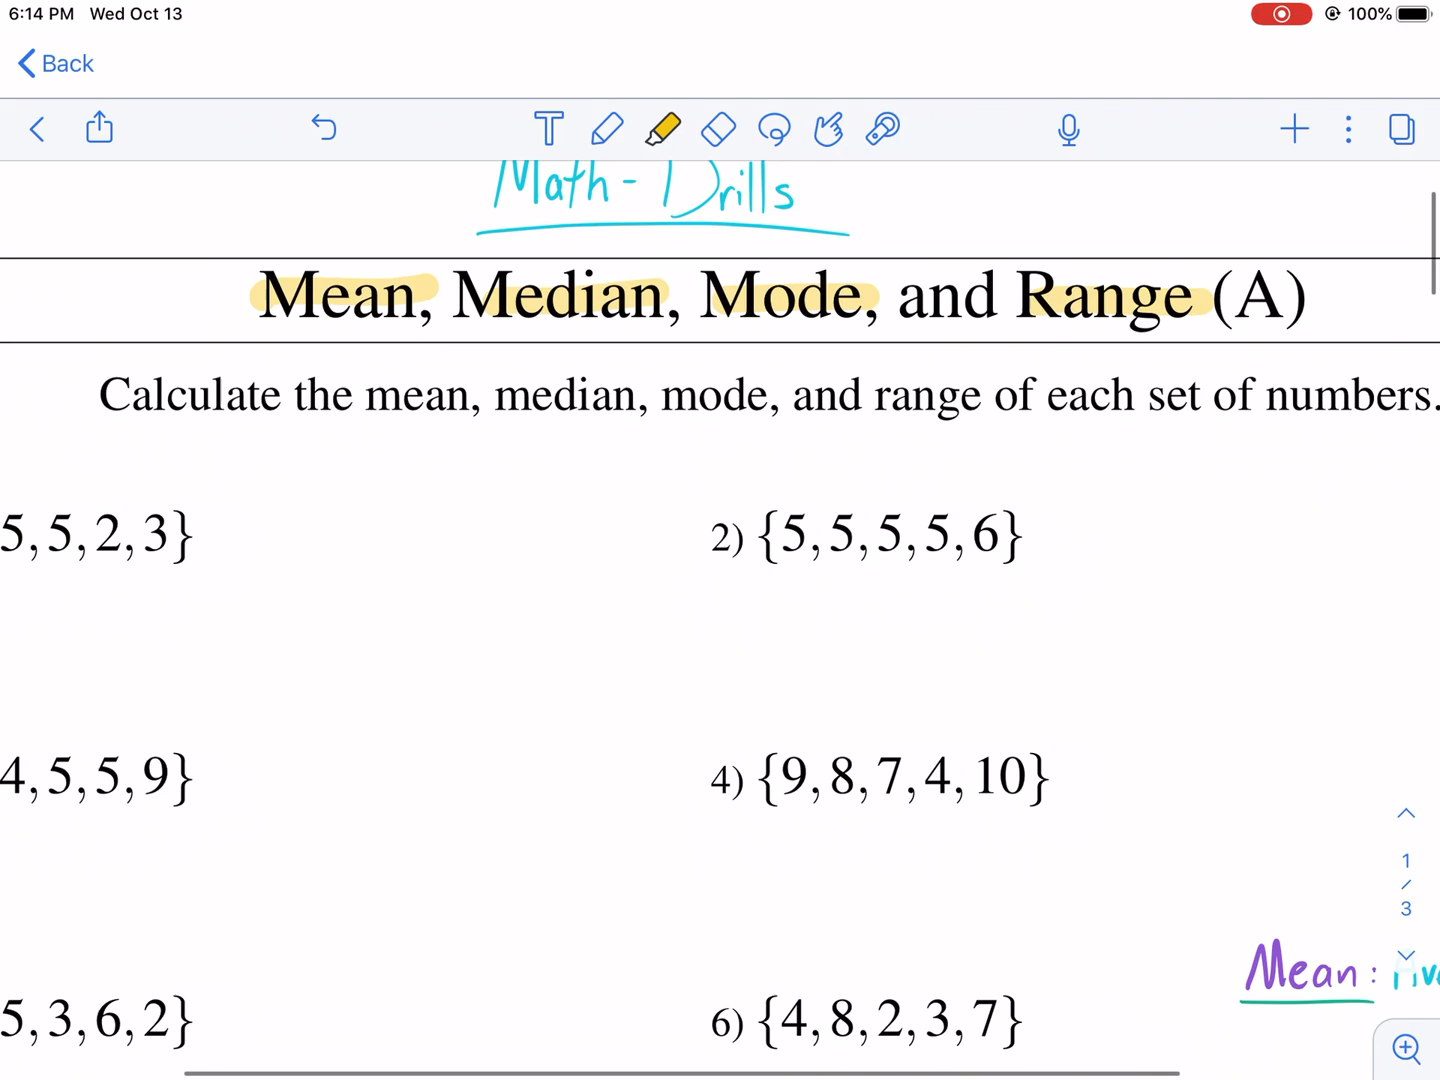 6:14 PM Wed Oct 13
100%
Back
Math - Drills
Mean, Median, Mode, and Range (A)
Calculate the mean, median, mode, and range of each set of numbers.
5, 5, 2, 3}
2) {5, 5, 5, 5, 6}
4, 5, 5, 9}
4) {9, 8, 7, 4, 10}
1
/
3
Mean:
5, 3, 6, 2}
6) {4, 8, 2, 3, 7}